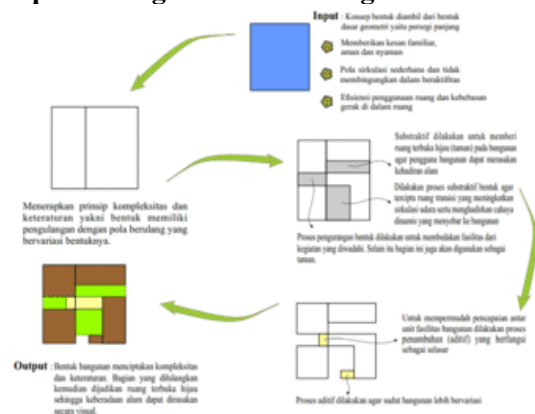 Input : Konsep bentuk diambil dari bentuk
dasar geometri yaitu persegi panjang
Memberikan kesan familiar,
aman dan nyaman
Pola sirkulasi sederhana dan tidak
membingungkan dalam beraktifitas
Efisiensi penggunaan ruang dan kebebasan
gerak di dalam ruang
Menerapkan prinsip kompleksitas dan
keteraturan yakni bentuk memiliki
pengulangan dengan pola berulang yang
bervariasi bentuknya.
Substraktif dilakukan untuk memberi
ruang terbuka hijau (taman) pada bangunan
agar pengguna bangunan dapat merasakan
kehadiran alam
Dilakukan proses substraktif bentuk agar
tercipta ruang transisi yang meningkatkan
sirkulasi udara serta menghadirkan cahaya
dinamis yang menyebar ke bangunan
Proses pengurangan bentuk dilakukan untuk membedakan fasilitas dari
kegiatan yang diwadahi. Selain itu bagian ini juga akan digunakan sebagai
taman.
Untuk mempermudah pencapaian antar
unit fasilitas bangunan dilakukan proses
penambahan (aditif) yang berfungsi
sebagai selasar
Proses aditif dilakukan agar sudut bangunan lebih bervariasi
Output : Bentuk bangunan menciptakan kompleksitas
dan keteraturan. Bagian yang dihilangkan
kemudian dijadikan ruang terbuka hijau
sehingga keberadaan alam dapat dirasakan
secara visual.